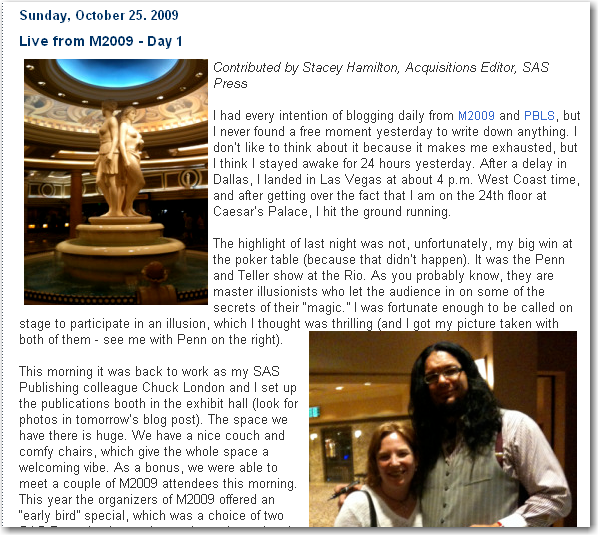 Sunday, October 25. 2009
Live from M2009 - Day 1
Contributed by Stacey Hamilton, Acquisitions Editor, SAS
Press
I had every intention of blogging daily from M2009 and PBLS, but
I never found a free moment yesterday to write down anything. I
don't like to think about it because it makes me exhausted, but
I think I stayed awake for 24 hours yesterday. After a delay in
Dallas, I landed in Las Vegas at about 4 p.m. West Coast time,
and after getting over the fact that I am on the 24th floor at
Caesar's Palace, I hit the ground running.
The highlight of last night was not, unfortunately, my big win at
the poker table (because that didn't happen). It was the Penn
and Teller show at the Rio. As you probably know, they are
master illusionists who let the audience in on some of the
secrets of their "magic." I was fortunate enough to be called on
stage to participate in an illusion, which I thought was thrilling (and I got my picture taken with
both of them - see me with Penn on the right).
This morning it was back to work as my SAS
Publishing colleague Chuck London and I set up
the publications booth in the exhibit hall (look for
photos in tomorrow's blog post). The space we
have there is huge. We have a nice couch and
comfy chairs, which give the whole space a
welcoming vibe. As a bonus, we were able to
meet a couple of M2009 attendees this morning.
This year the organizers of M2009 offered an
"early bird" special, which was a choice of two